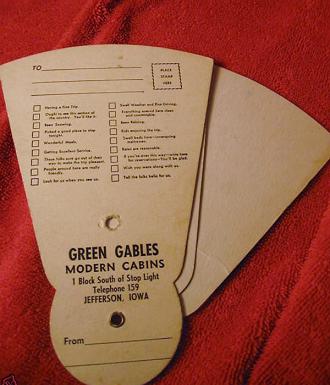 TO
PLACE
STAMP
HERE
Having a Fine Trip.
Ought to see this section of
the country. You'll like it.
Been Snowing.
Picked a good place to stop
tonight.
Wonderful Meals.
Getting Excellent Service.
These folks sure go out of their
way to make the trip pleasant.
People around here are really
friendly.
Look for us when you see us.
Swell Weather and Fine Driving.
Everything around here clean
and comfortable.
Been Raining.
Kids enjoying the trip.
Swell beds here—innerspring
mattresses.
Rates are reasonable.
If you're over this way—write here
for reservations—You'll be glad.
Wish you were along with us.
Tell the folks hello for us.
GREEN GABLES
MODERN CABINS
1 Block South of Stop Light
Telephone 159
JEFFERSON, IOWA
From